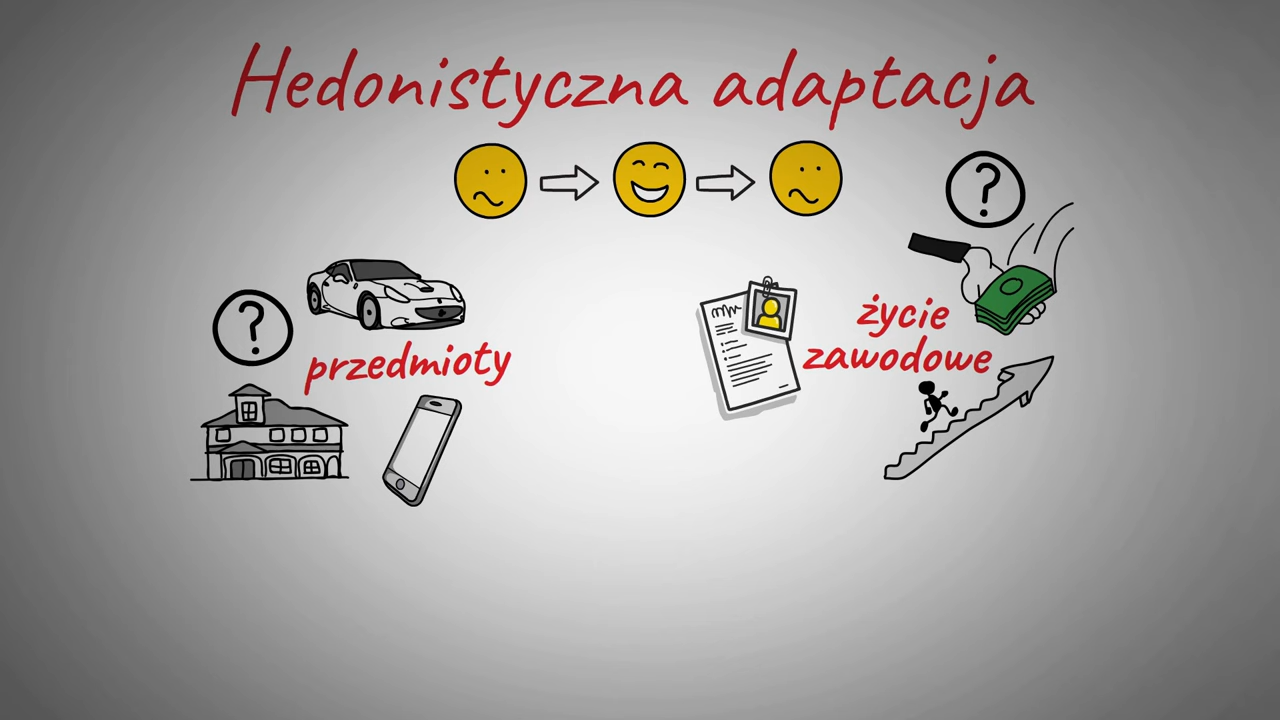 Hedonistyczna adaptacja
?
?
przedmioty
życie
zawodowe